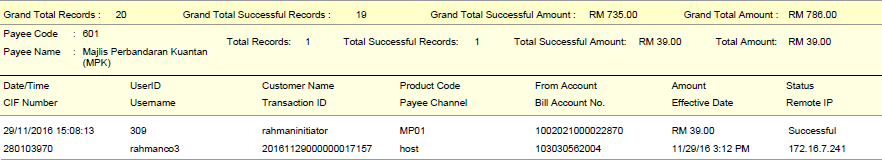 Grand Total Records : 20 Grand Total Successful Records : 19 Grand Total Successful Amount : RM 735.00 Grand Total Amount : RM 786.00
Payee Code : 601
Total Records: 1 Total Successful Records: 1 Total Successful Amount: RM 39.00 Total Amount: RM 39.00
Payee Name : Majlis Perbandaran Kuantan
(MPK)
Date/Time UserID Customer Name Product Code From Account Amount Status
CIF Number Username Transaction ID Payee Channel Bill Account No. Effective Date Remote IP
29/11/2016 15:08:13 309 rahmaninitiator MP01 1002021000022870 RM 39.00 Successful
280103970 rahmanco3 20161129000000017157 host 103030562004 11/29/16 3:12 PM 172.16.7.241